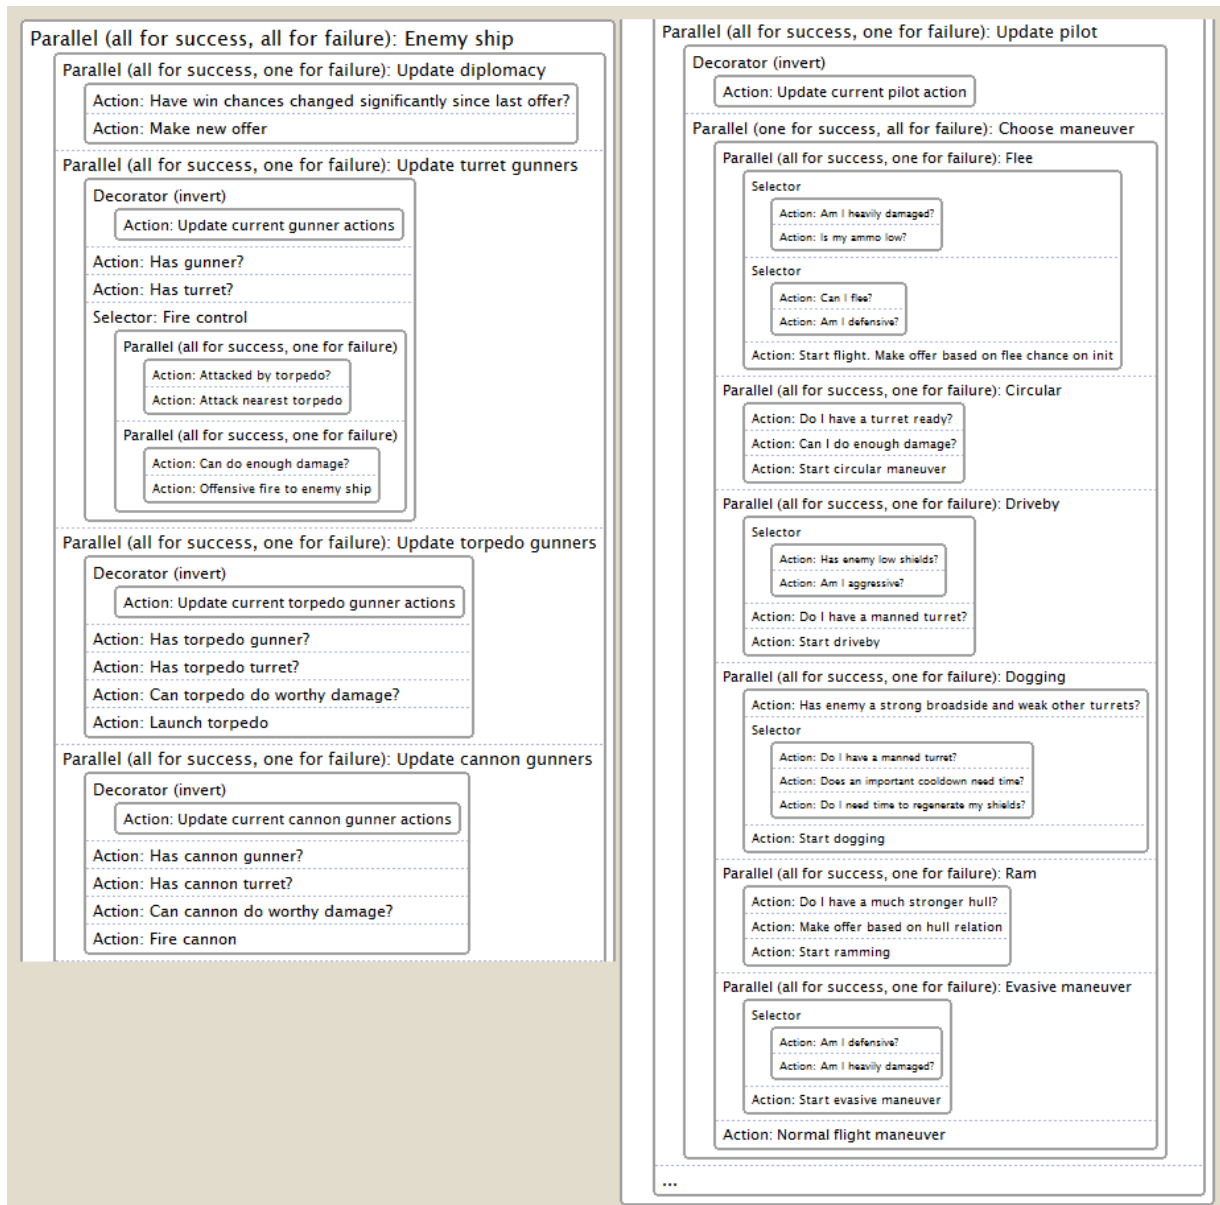 Parallel (all for success, all for failure): Enemy ship
Parallel (all for success, one for failure): Update diplomacy
Action: Have win chances changed significantly since last offer?
Action: Make new offer
Parallel (all for success, one for failure): Update turret gunners
Decorator (invert)
Action: Update current gunner actions
Action: Has gunner?
Action: Has turret?
Selector: Fire control
Parallel (all for success, one for failure)
Action: Attacked by torpedo?
Action: Attack nearest torpedo
Parallel (all for success, one for failure)
Action: Can do enough damage?
Action: Offensive fire to enemy ship
Parallel (all for success, one for failure): Update torpedo gunners
Decorator (invert)
Action: Update current torpedo gunner actions
Action: Has torpedo gunner?
Action: Has torpedo turret?
Action: Can torpedo do worthy damage?
Action: Launch torpedo
Parallel (all for success, one for failure): Update cannon gunners
Decorator (invert)
Action: Update current cannon gunner actions
Action: Has cannon gunner?
Action: Has cannon turret?
Action: Can cannon do worthy damage?
Action: Fire cannon
Parallel (all for success, one for failure): Update pilot
Decorator (invert)
Action: Update current pilot action
Parallel (one for success, all for failure): Choose maneuver
Parallel (all for success, one for failure): Flee
Selector
Action: Am I heavily damaged?
Action: Is my ammo low?
Selector
Action: Can I flee?
Action: Am I defensive?
Action: Start flight. Make offer based on flee chance on init
Parallel (all for success, one for failure): Circular
Action: Do I have a turret ready?
Action: Can I do enough damage?
Action: Start circular maneuver
Parallel (all for success, one for failure): Driveby
Selector
Action: Has enemy low shields?
Action: Am I aggressive?
Action: Do I have a manned turret?
Action: Start driveby
Parallel (all for success, one for failure): Dogging
Action: Has enemy a strong broadside and weak other turrets?
Selector
Action: Do I have a manned turret?
Action: Does an important cooldown need time?
Action: Do I need time to regenerate my shields?
Action: Start dogging
Parallel (all for success, one for failure): Ram
Action: Do I have a much stronger hull?
Action: Make offer based on hull relation
Action: Start ramming
Parallel (all for success, one for failure): Evasive maneuver
Selector
Action: Am I defensive?
Action: Am I heavily damaged?
Action: Start evasive maneuver
Action: Normal flight maneuver
...